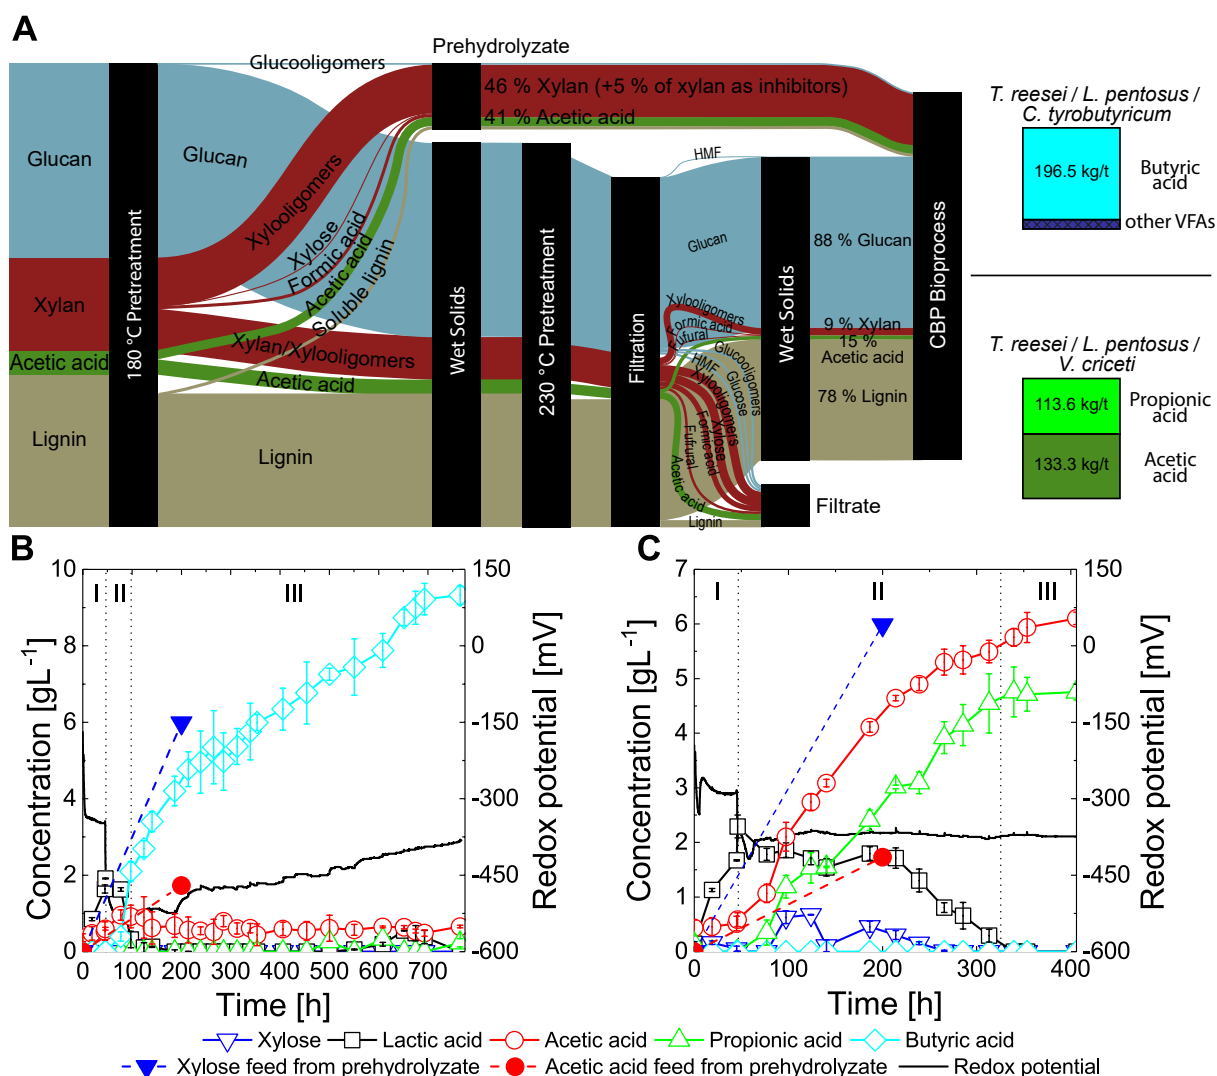 A
Prehydrolyzate
Glucooligomers
46 % Xylan (+5 % of xylan as inhibitors)
41 % Acetic acid
Glucan
Glucan
Xylooligomers
Xylose
Formic acid
Acetic acid
Soluble lignin
Xylan
Xylan/Xylooligomers
Acetic acid
Acetic acid
Lignin
Lignin
180 °C Pretreatment
Wet Solids
230 °C Pretreatment
Filtration
HMF
Glucan
Xylooligomers
Formic acid
Fufural
HMF
Glucooligomers
Glucose
Xylooligomers
Xylose
Formic acid
Fufural
Acetic acid
Lignin
Wet Solids
Filtrate
88 % Glucan
9 % Xylan
15 %
Acetic acid
78 % Lignin
CBP Bioprocess
T. reesei / L. pentosus /
C. tyrobutyricum
196.5 kg/t
Butyric
acid
other VFAs
T. reesei / L. pentosus /
V. criceti
113.6 kg/t
Propionic
acid
133.3 kg/t
Acetic
acid
B
I
II
III
10
8
6
4
2
0
Concentration [gL-1]
150
0
-150
-300
-450
-600
Redox potential [mV]
0 100 200 300 400 500 600 700
Time [h]
C
I
II
III
7
6
5
4
3
2
1
0
Concentration [gL-1]
150
0
-150
-300
-450
-600
Redox potential [mV]
0 100 200 300 400
Time [h]
Xylose Lactic acid Acetic acid Propionic acid Butyric acid
Xylose feed from prehydrolyzate Acetic acid feed from prehydrolyzate Redox potential